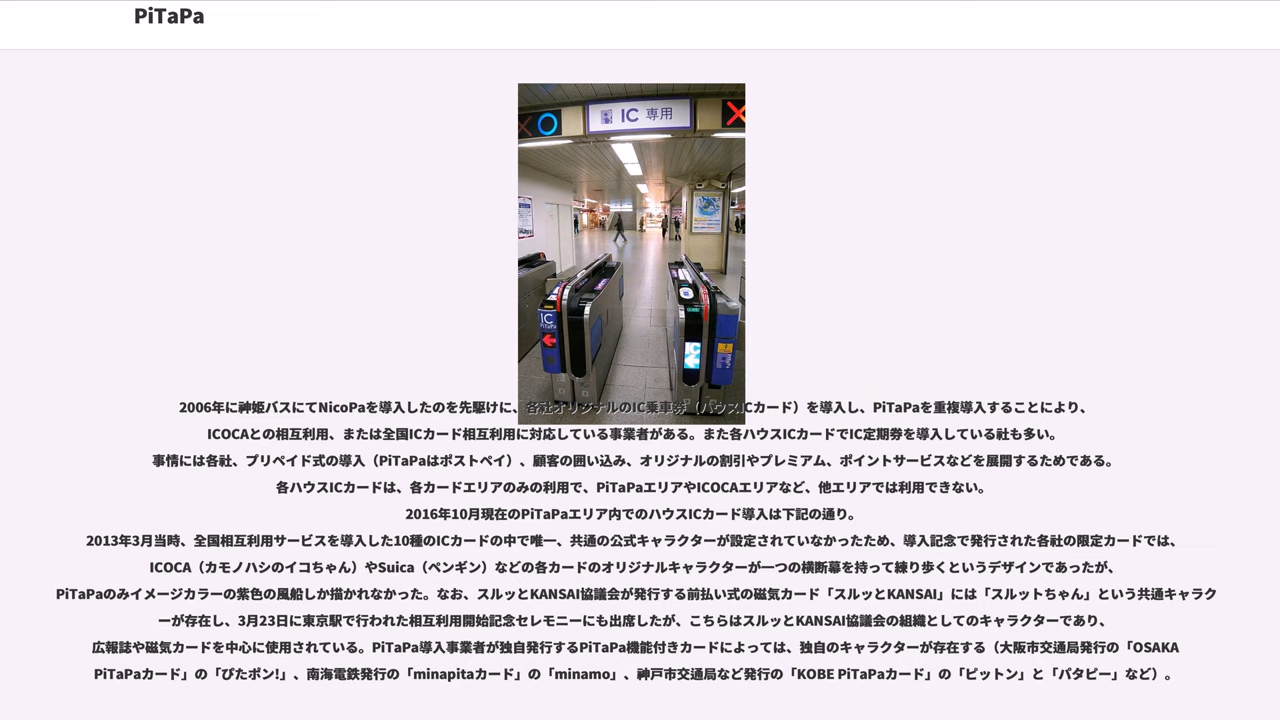 PiTaPa
IC 専用
IC
PiTaPa
IC
2006年に神姫バスにてNicoPaを導入したのを先駆けに、各社オリジナルのIC乗車券（ハウスICカード）を導入し、PiTaPaを重複導入することにより、
ICOCAとの相互利用、または全国ICカード相互利用に対応している事業者がある。また各ハウスICカードでIC定期券を導入している社も多い。
事情には各社、プリペイド式の導入（PiTaPaはポストペイ）、顧客の囲い込み、オリジナルの割引やプレミアム、ポイントサービスなどを展開するためである。
各ハウスICカードは、各カードエリアのみの利用で、PiTaPaエリアやICOCAエリアなど、他エリアでは利用できない。
2016年10月現在のPiTaPaエリア内でのハウスICカード導入は下記の通り。
2013年3月当時、全国相互利用サービスを導入した10種のICカードの中で唯一、共通の公式キャラクターが設定されていなかったため、導入記念で発行された各社の限定カードでは、
ICOCA（カモノハシのイコちゃん）やSuica（ペンギン）などの各カードのオリジナルキャラクターが一つの横断幕を持って練り歩くというデザインであったが、
PiTaPaのみイメージカラーの紫色の風船しか描かれなかった。なお、スルッとKANSAI協議会が発行する前払い式の磁気カード「スルッとKANSAI」には「スルットちゃん」という共通キャラク
ーが存在し、3月23日に東京駅で行われた相互利用開始記念セレモニーにも出席したが、こちらはスルッとKANSAI協議会の組織としてのキャラクターであり、
広報誌や磁気カードを中心に使用されている。PiTaPa導入事業者が独自発行するPiTaPa機能付きカードによっては、独自のキャラクターが存在する（大阪市交通局発行の「OSAKA
PiTaPaカード」の「ぴたポン!」、南海電鉄発行の「minapitaカード」の「minamo」、神戸市交通局など発行の「KOBE PiTaPaカード」の「ピットン」と「パタピー」など）。